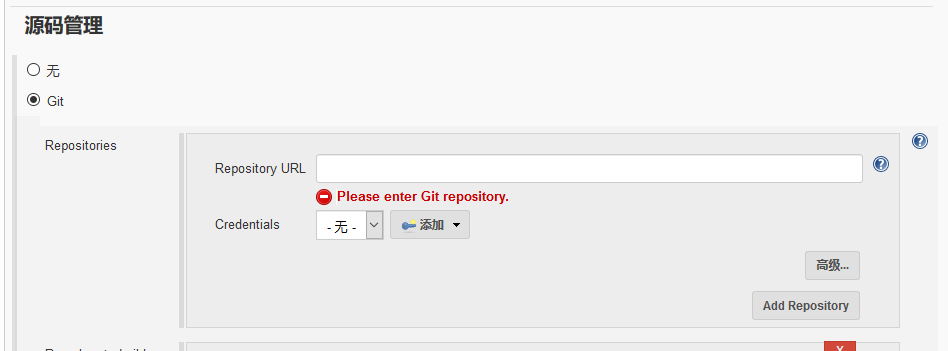 源码管理
无
Git
Repositories
Repository URL
Please enter Git repository.
Credentials
- 无 -
添加
高级...
Add Repository
X